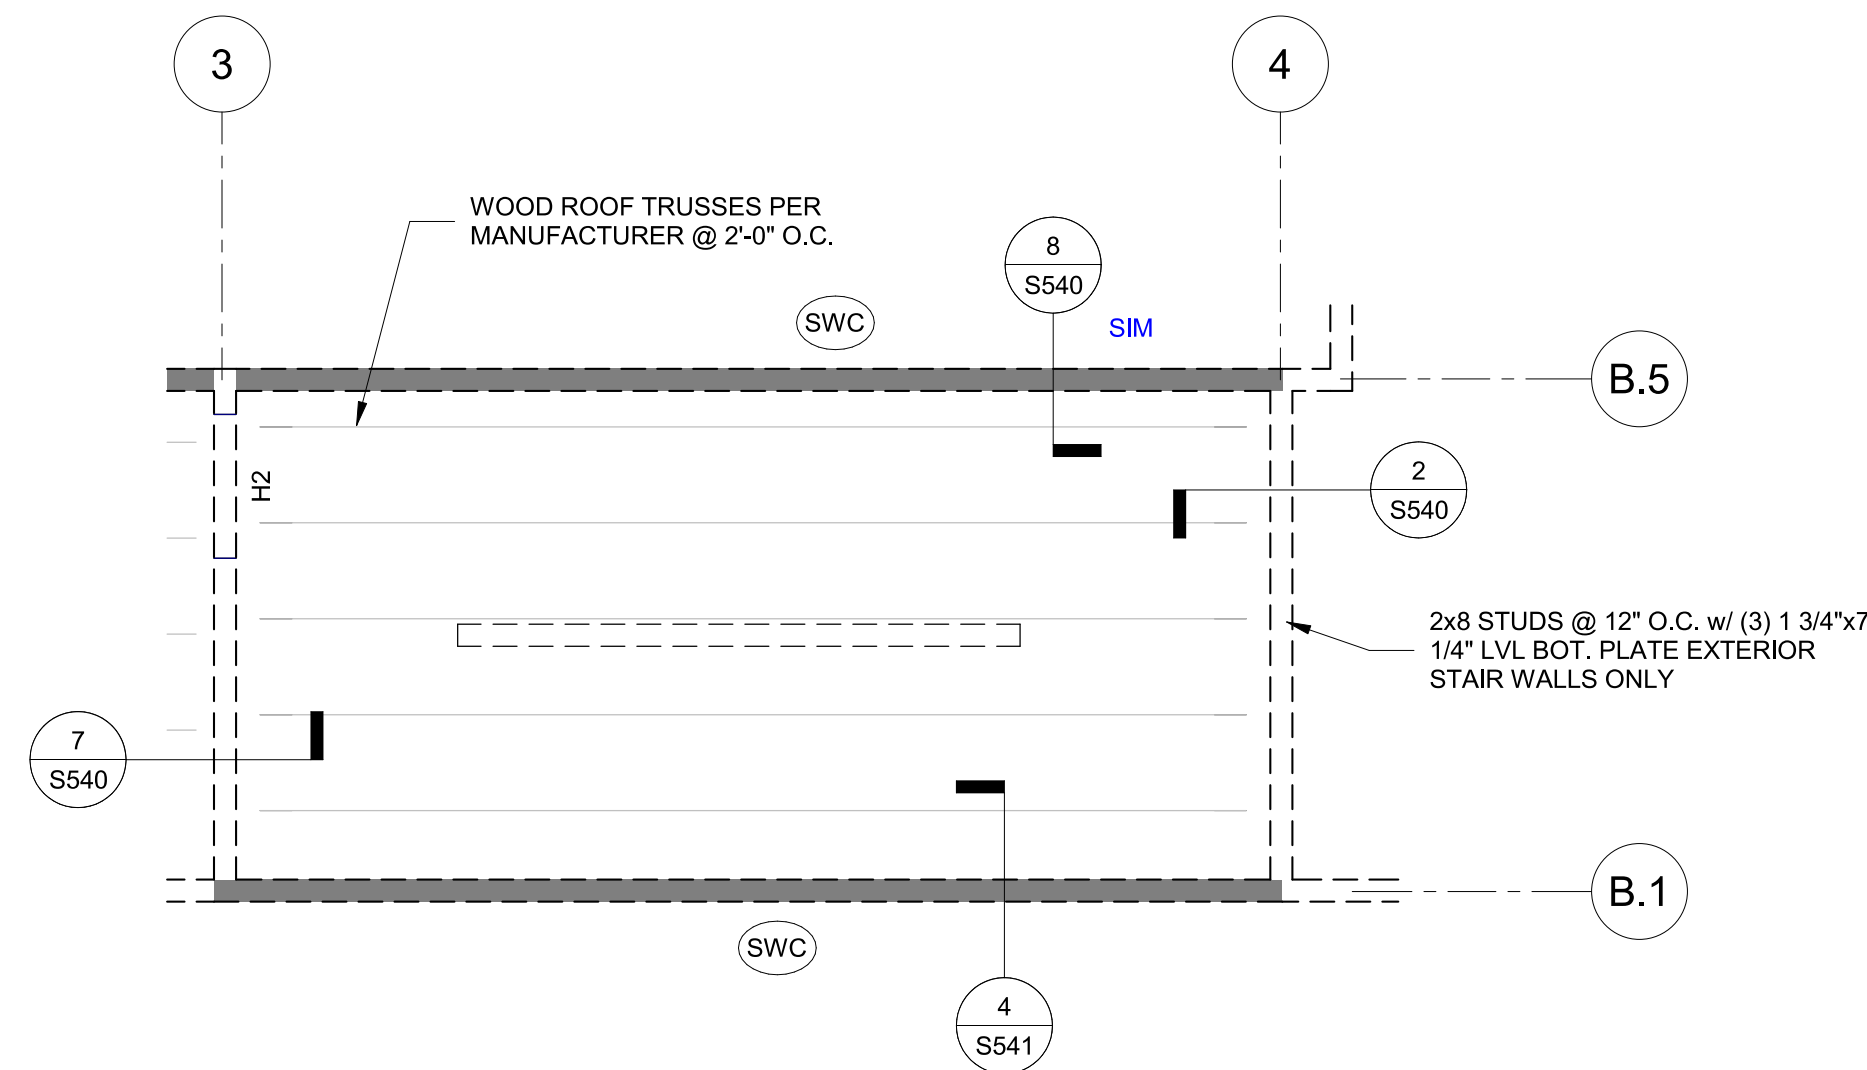 3
4
WOOD ROOF TRUSSES PER
MANUFACTURER @ 2'-0" O.C.
8
S540
SWC
SIM
B.5
H2
2
S540
2x8 STUDS @ 12" O.C. w/ (3) 1 3/4"x7
1/4" LVL BOT. PLATE EXTERIOR
STAIR WALLS ONLY
7
S540
B.1
SWC
4
S541